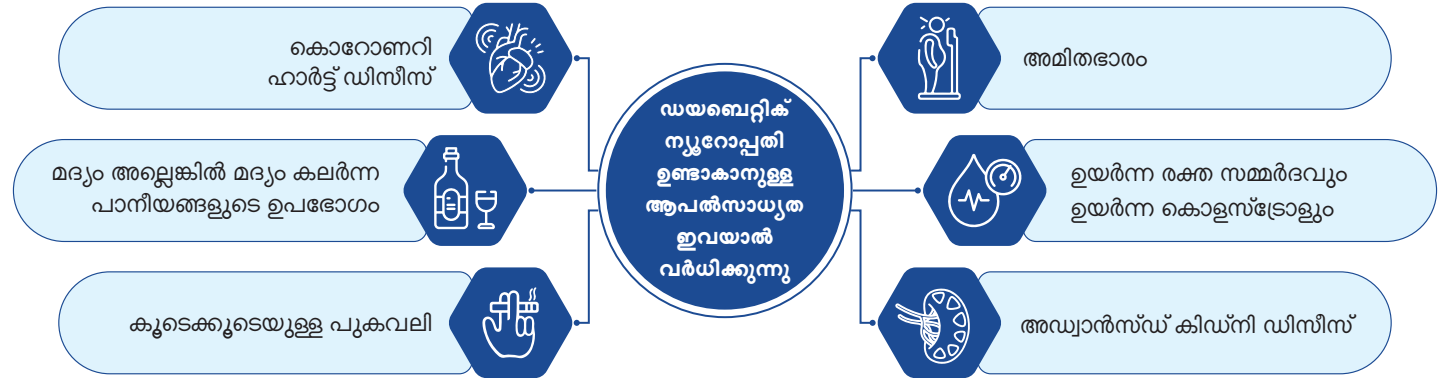 കൊറോണറി
ഹാർട്ട് ഡിസീസ്
മദ്യം അല്ലെങ്കിൽ മദ്യം കലർന്ന
പാനീയങ്ങളുടെ ഉപഭോഗം
കൂടെക്കൂടെയുള്ള പുകവലി
ഡയബെറ്റിക്
ന്യൂറോപ്പതി
ഉണ്ടാകാനുള്ള
ആപൽസാധ്യത
ഇവയാൽ
വർധിക്കുന്നു
അമിതഭാരം
ഉയർന്ന രക്ത സമ്മർദവും
ഉയർന്ന കൊളസ്ട്രോളും
അഡ്വാൻസ്ഡ് കിഡ്നി ഡിസീസ്